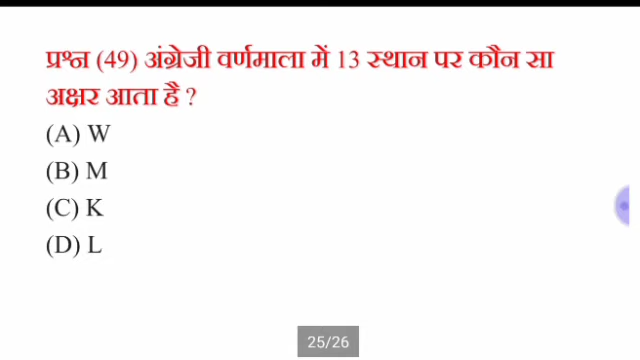 प्रश्न (49) अंग्रेजी वर्णमाला में 13 स्थान पर कौन सा
अक्षर आता है ?
(A) W
(B) M
(C) K
(D) L
25/26